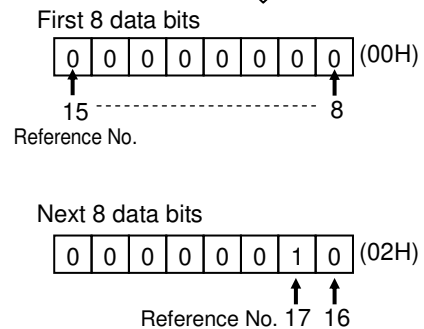 First 8 data bits
0 0 0 0 0 0 0 0 (00H)
15 8
Reference No.
Next 8 data bits
0 0 0 0 0 0 1 0 (02H)
Reference No. 17 16